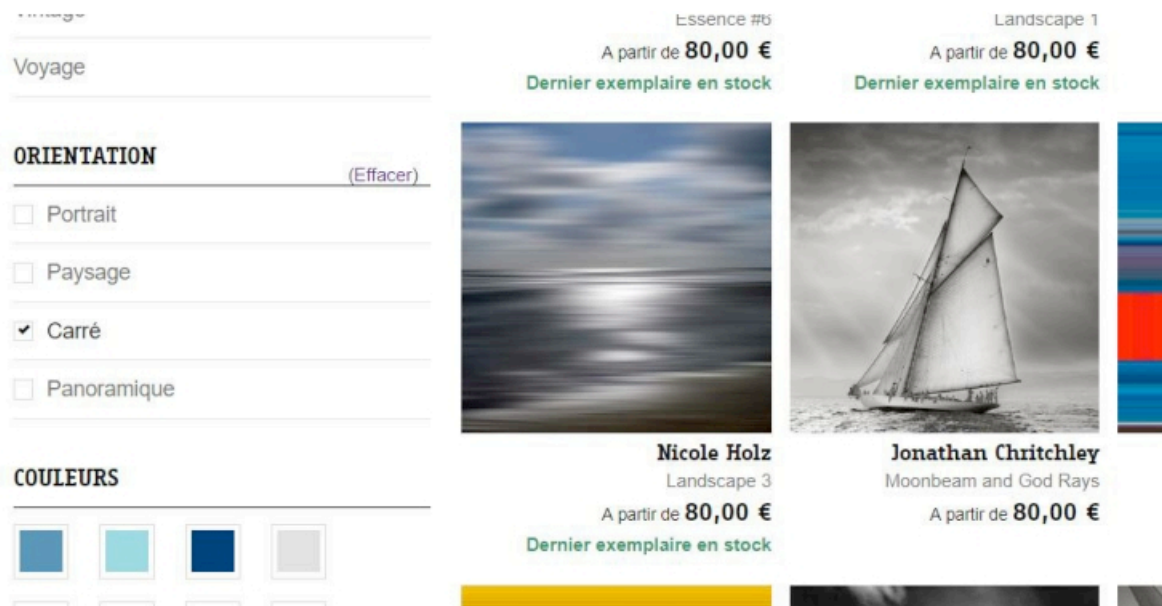 Vintage
Voyage
ORIENTATION
(Effacer)
Portrait
Paysage
Carré
Panoramique
COULEURS
Essence #6
A partir de 80,00 €
Dernier exemplaire en stock
Landscape 1
A partir de 80,00 €
Dernier exemplaire en stock
Nicole Holz
Landscape 3
A partir de 80,00 €
Dernier exemplaire en stock
Jonathan Chritchley
Moonbeam and God Rays
A partir de 80,00 €